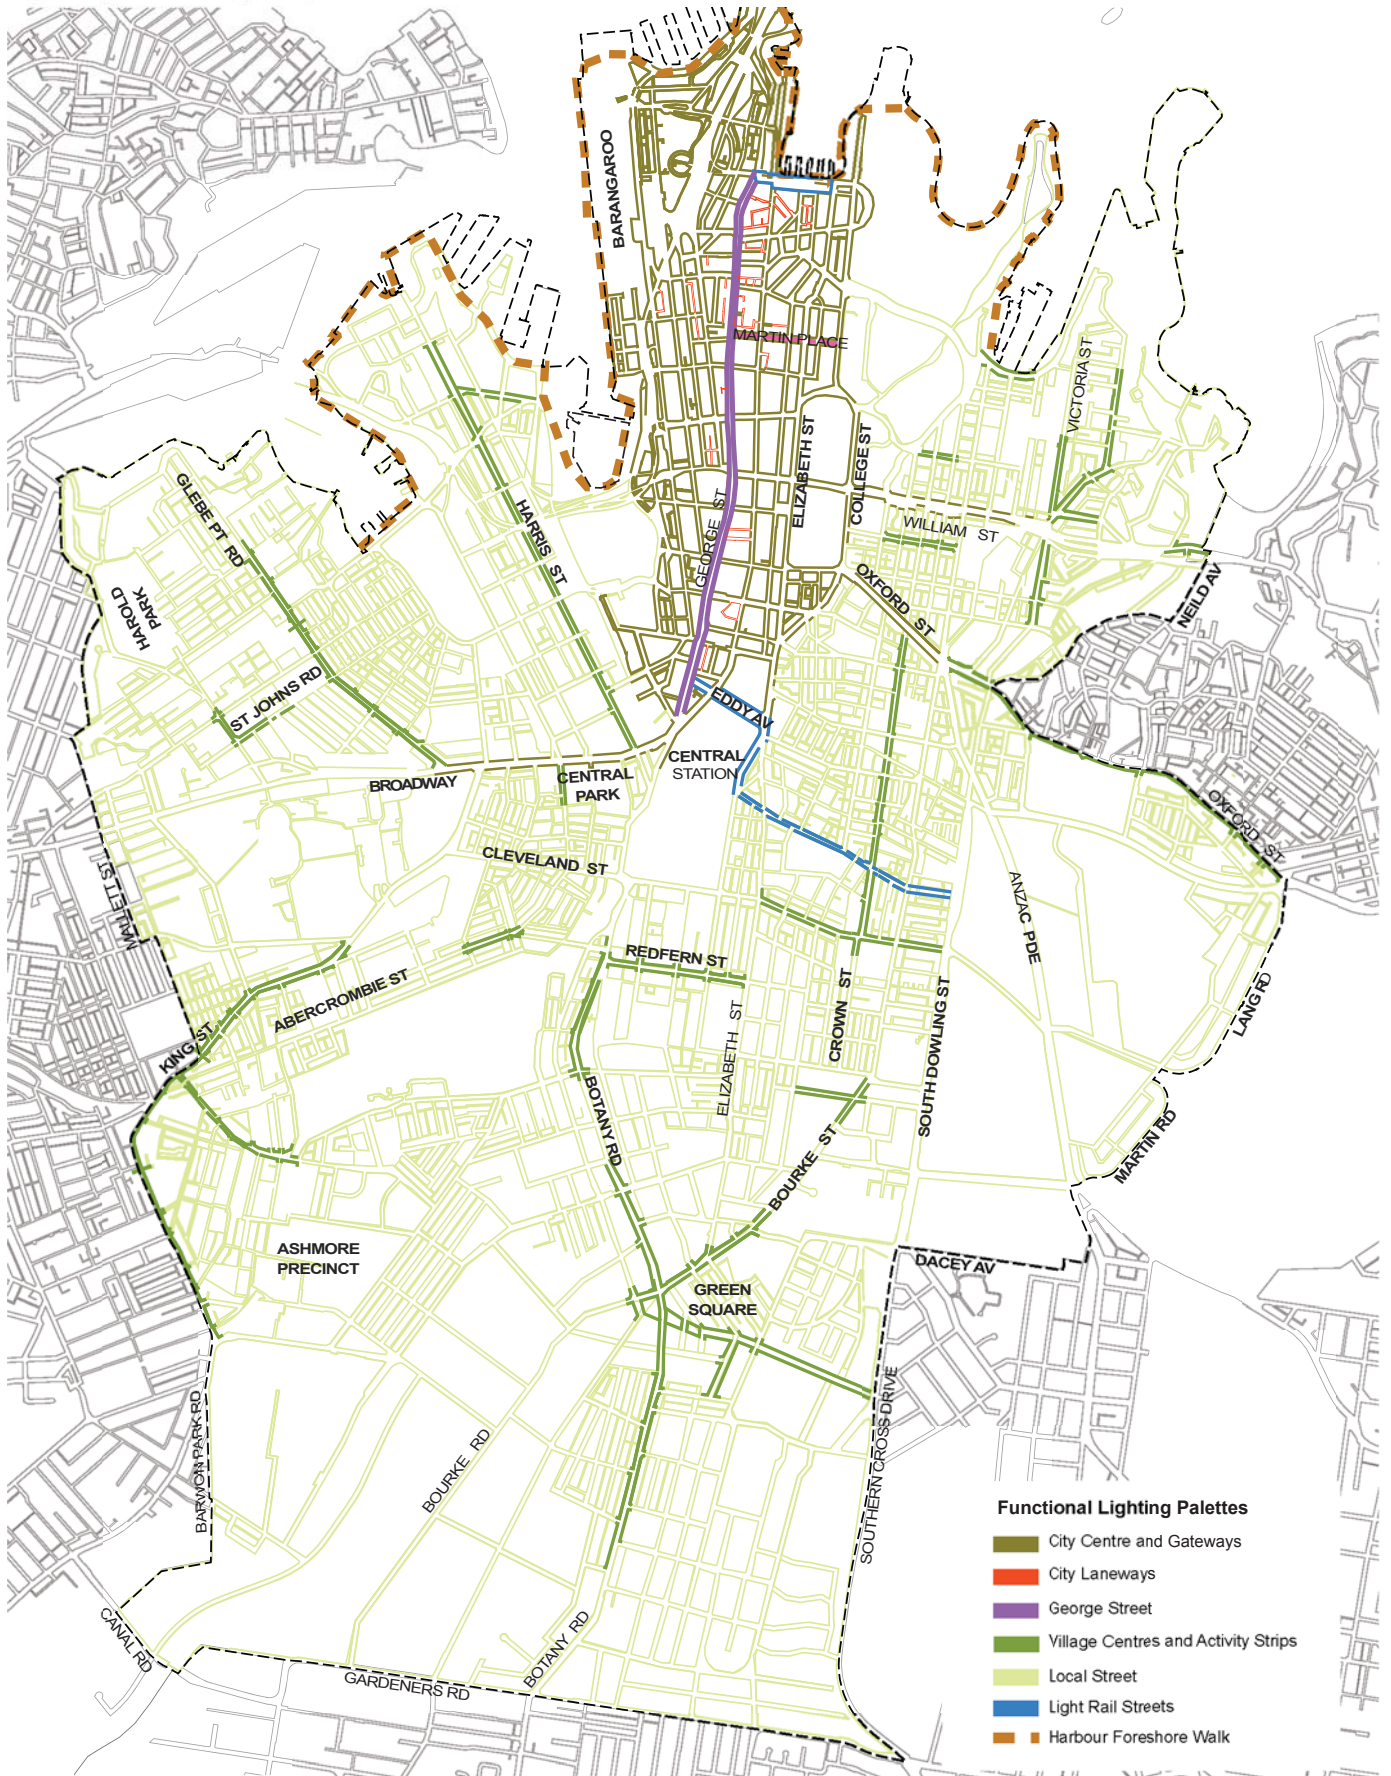 BARANGAROO
MARTIN PLACE
VICTORIA ST
ELIZABETH ST
COLLEGE ST
GLEBE PT RD
HARRIS ST
GEORGE ST
WILLIAM ST
OXFORD ST
NEILD AV
HAROLD
PARK
ST JOHNS RD
EDDY AV
BROADWAY
CENTRAL
PARK
CENTRAL
STATION
OXFORD ST
CLEVELAND ST
MALLETT ST
ANZAC PDE
REDFERN ST
ABERCROMBIE ST
KING ST
ELIZABETH ST
CROWN ST
SOUTH DOWLING ST
LANG RD
BOTANY RD
BOURKE ST
MARTIN RD
ASHMORE
PRECINCT
GREEN
SQUARE
DACEY AV
BARWON PARK RD
BOURKE RD
SOUTHERN CROSS DRIVE
CANAL RD
BOTANY RD
GARDENERS RD
Functional Lighting Palettes
City Centre and Gateways
City Laneways
George Street
Village Centres and Activity Strips
Local Street
Light Rail Streets
Harbour Foreshore Walk